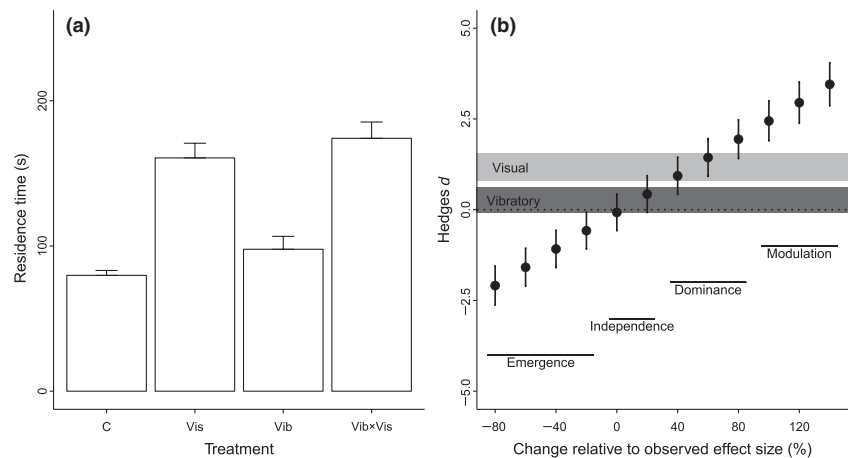 (a)
200
100
0
Residence time (s)
C
Vis
Vib
Vib×Vis
Treatment
(b)
5.0
2.5
0.0
−2.5
−5.0
Hedges d
Visual
Vibratory
Modulation
Dominance
Independence
Emergence
−80
−40
0
40
80
120
Change relative to observed effect size (%)